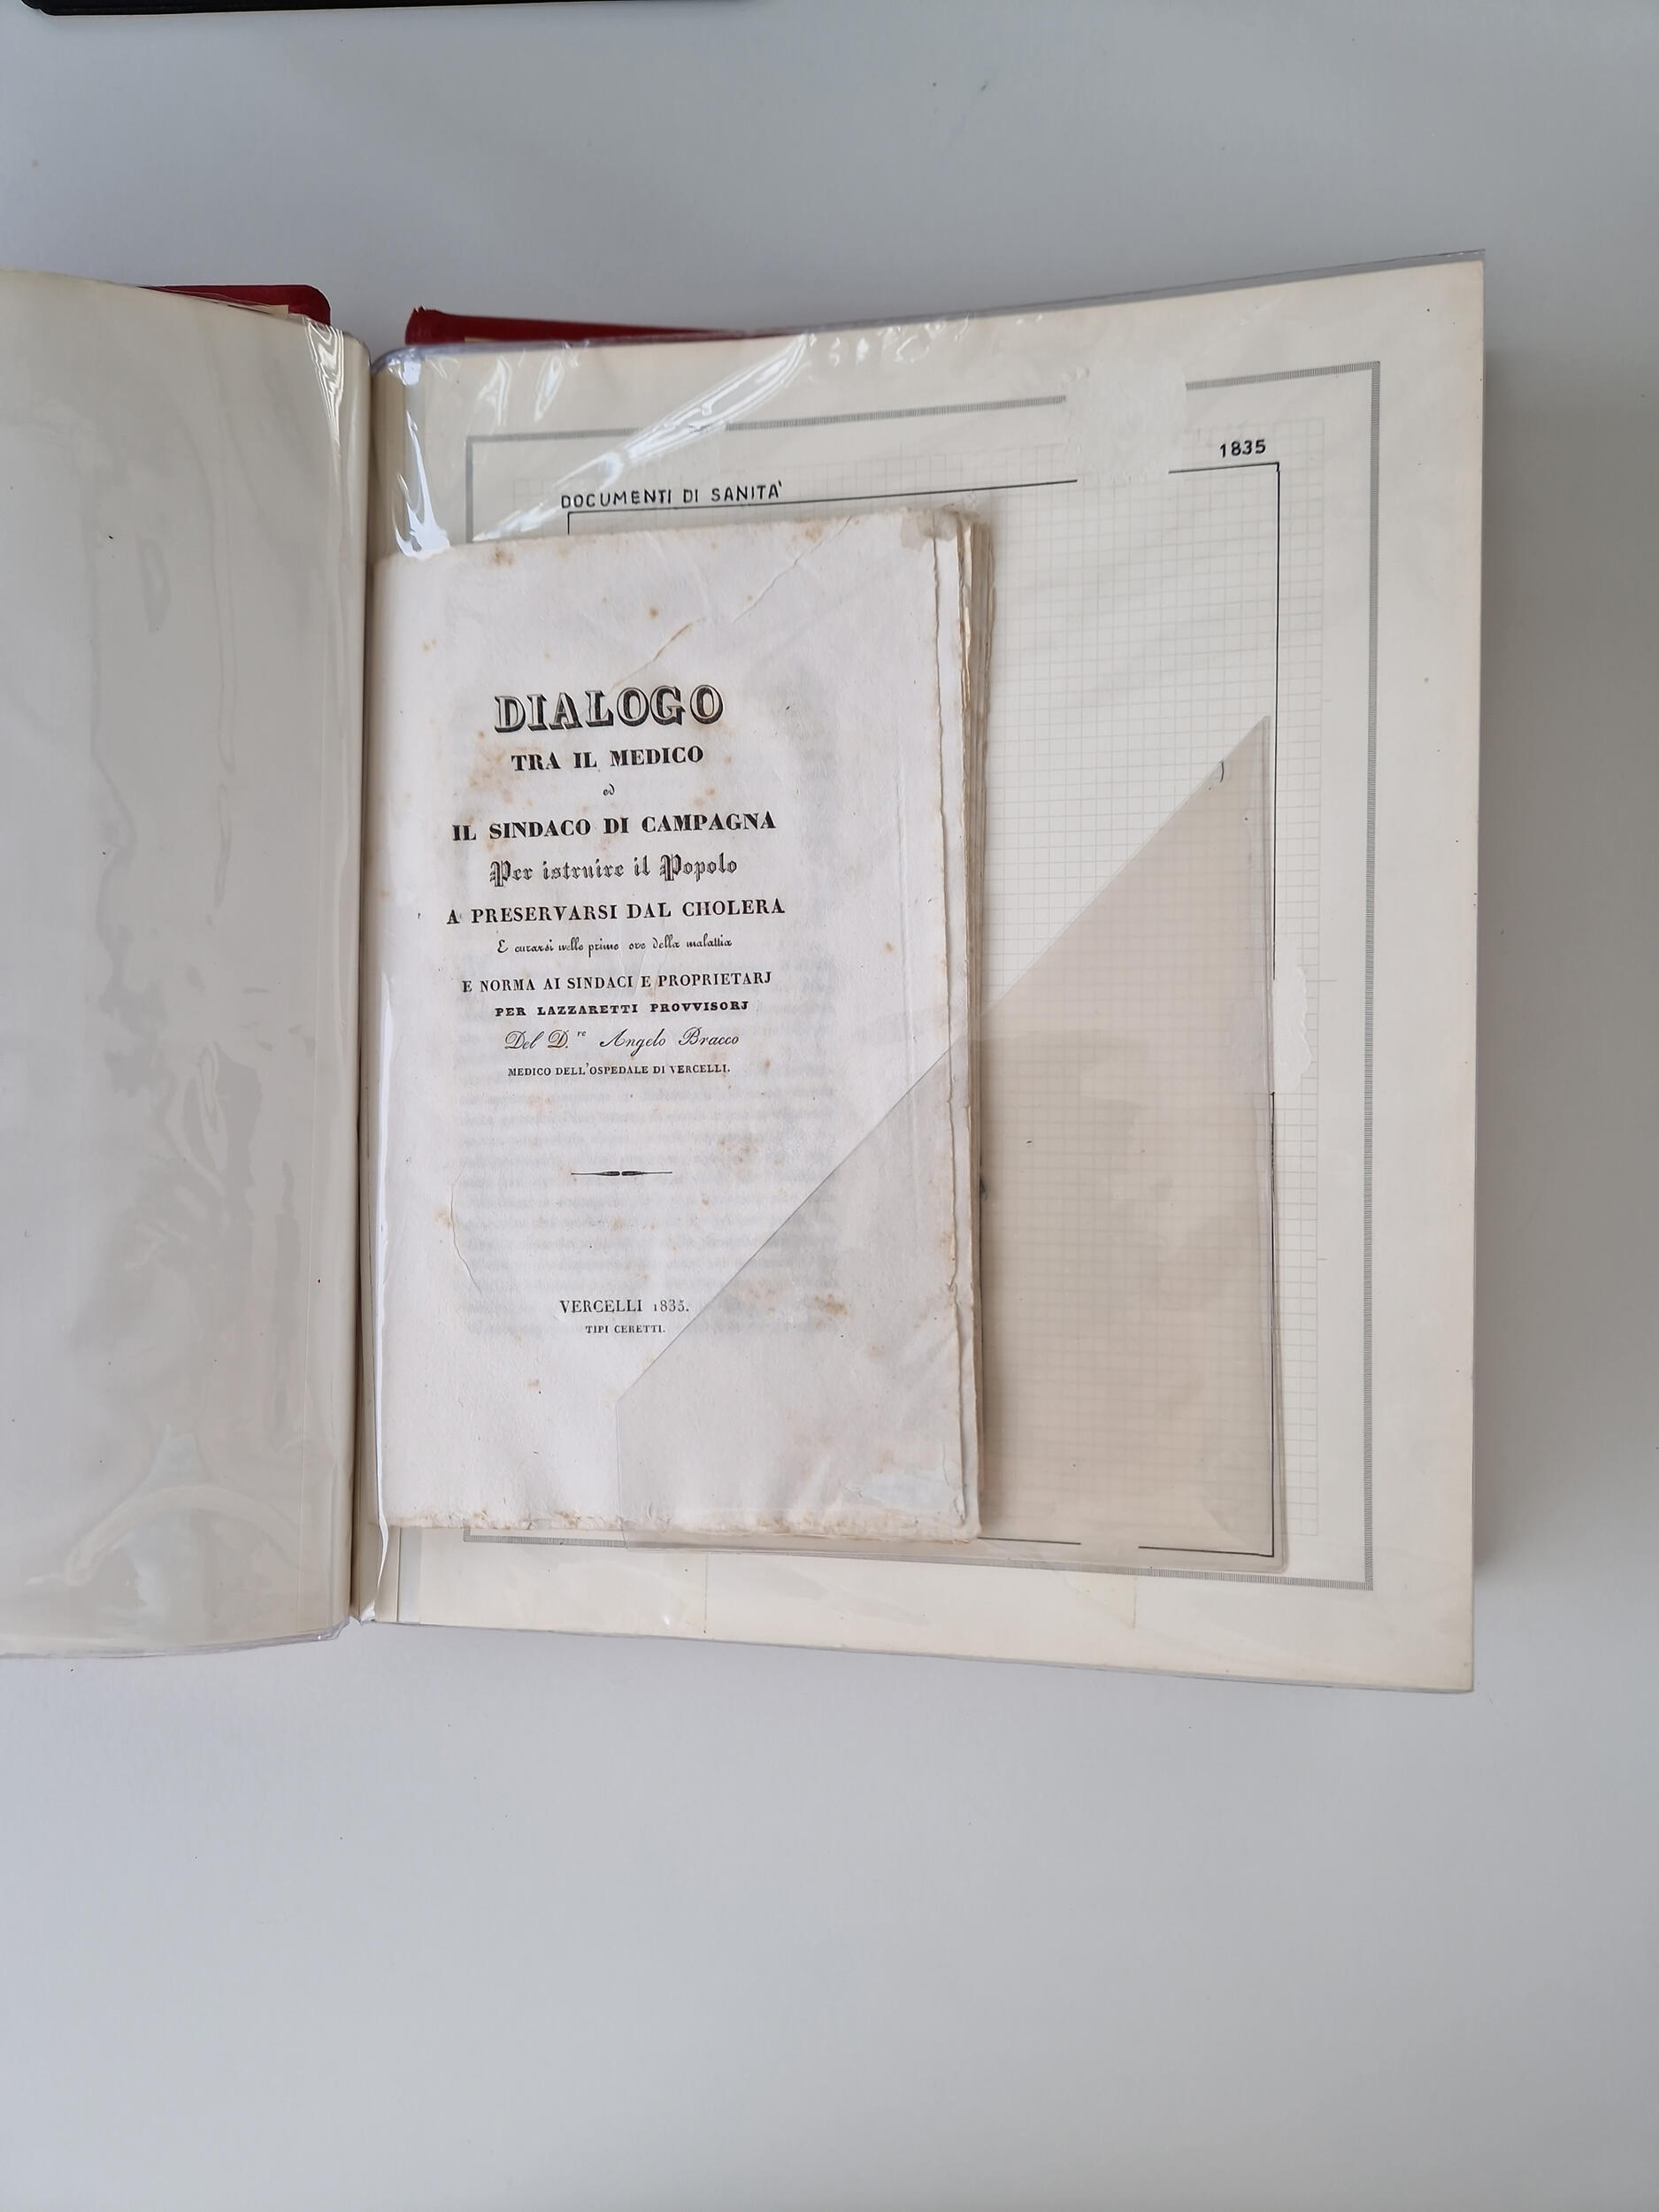 DOCUMENTI DI SANITA' 1835
DIALOGO
TRA IL MEDICO
ed
IL SINDACO DI CAMPAGNA
Per istruire il Popolo
A PRESERVARSI DAL CHOLERA
E curarsi nelle prime ore della malattia
E NORMA AI SINDACI E PROPRIETARJ
PER LAZZARETTI PROVVISORJ
Del D.re Angelo Bracco
MEDICO DELL'OSPEDALE DI VERCELLI.
VERCELLI 1835.
TIPI CERETTI.